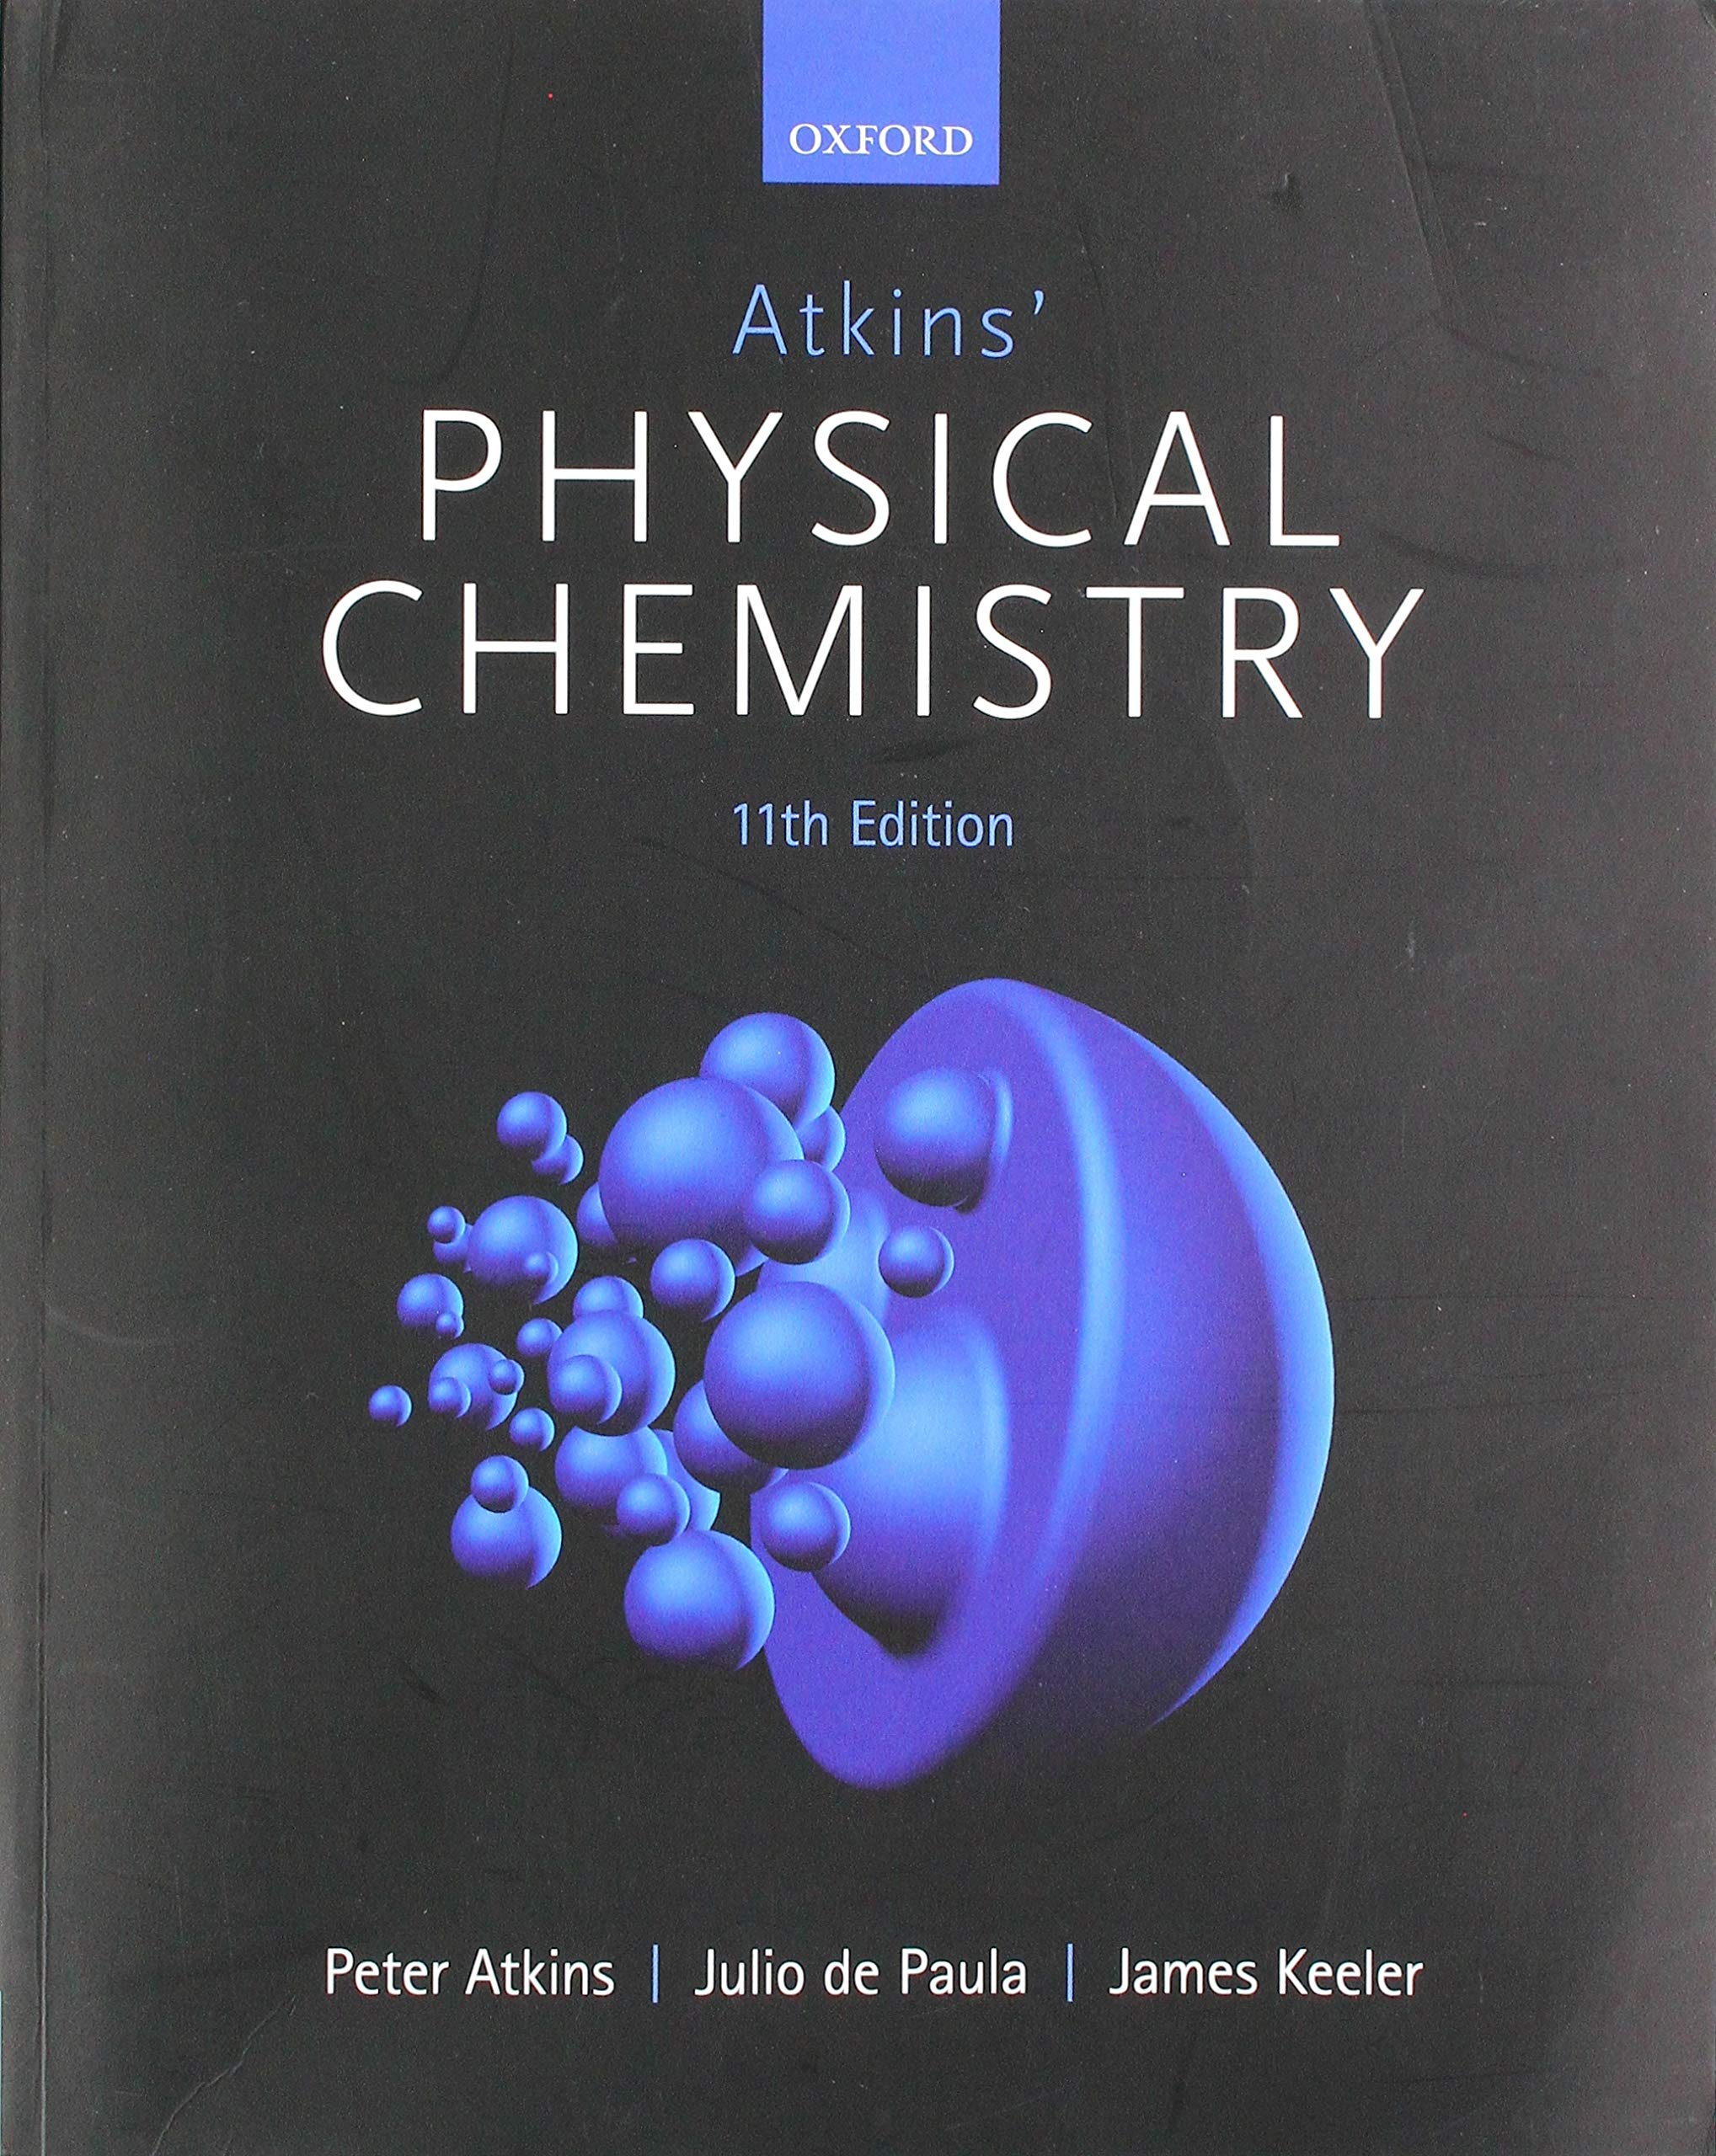 OXFORD
Atkins’
PHYSICAL
CHEMISTRY
11th Edition
Peter Atkins | Julio de Paula | James Keeler